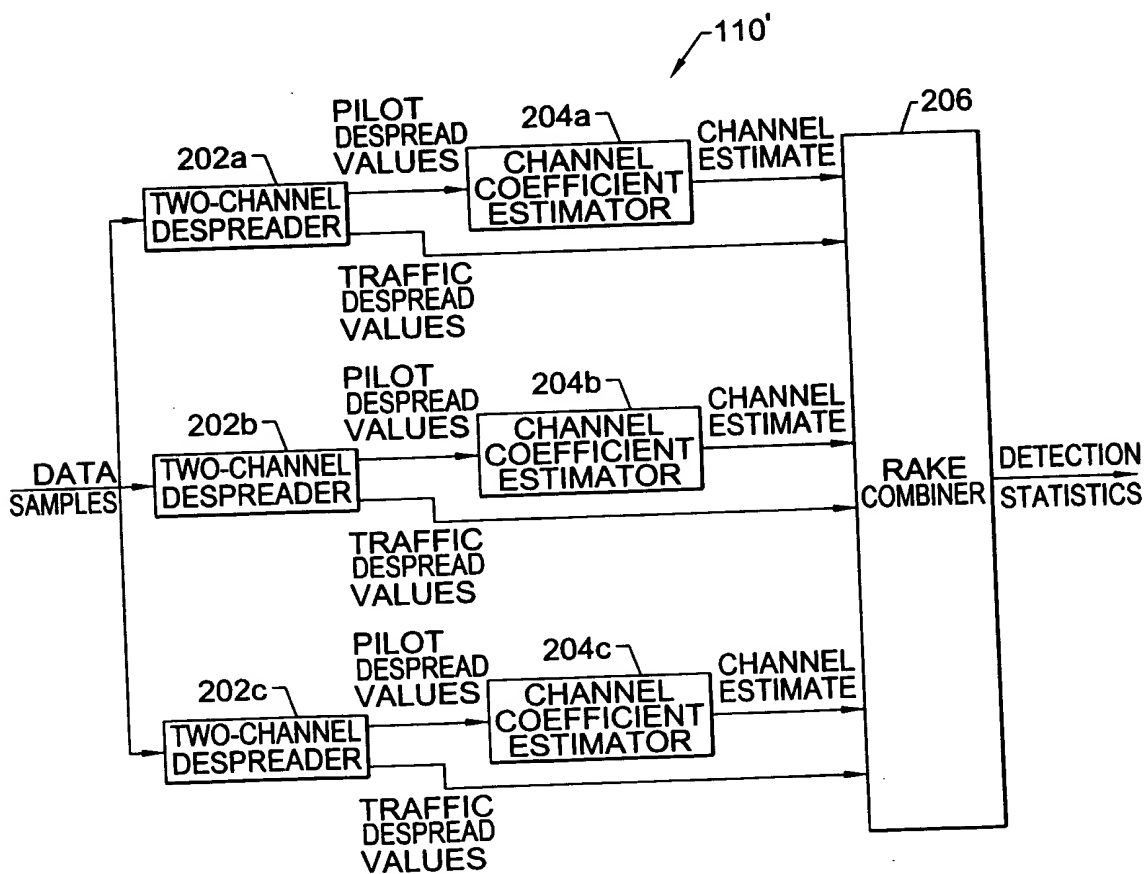 110'
PILOT
DESPREAD
VALUES
204a
206
202a
CHANNEL
COEFFICIENT
ESTIMATOR
CHANNEL
ESTIMATE
TWO-CHANNEL
DESPREADER
TRAFFIC
DESPREAD
VALUES
PILOT
DESPREAD
VALUES
204b
202b
CHANNEL
COEFFICIENT
ESTIMATOR
CHANNEL
ESTIMATE
DATA
SAMPLES
TWO-CHANNEL
DESPREADER
RAKE
COMBINER
DETECTION
STATISTICS
TRAFFIC
DESPREAD
VALUES
PILOT
DESPREAD
VALUES
204c
202c
CHANNEL
COEFFICIENT
ESTIMATOR
CHANNEL
ESTIMATE
TWO-CHANNEL
DESPREADER
TRAFFIC
DESPREAD
VALUES